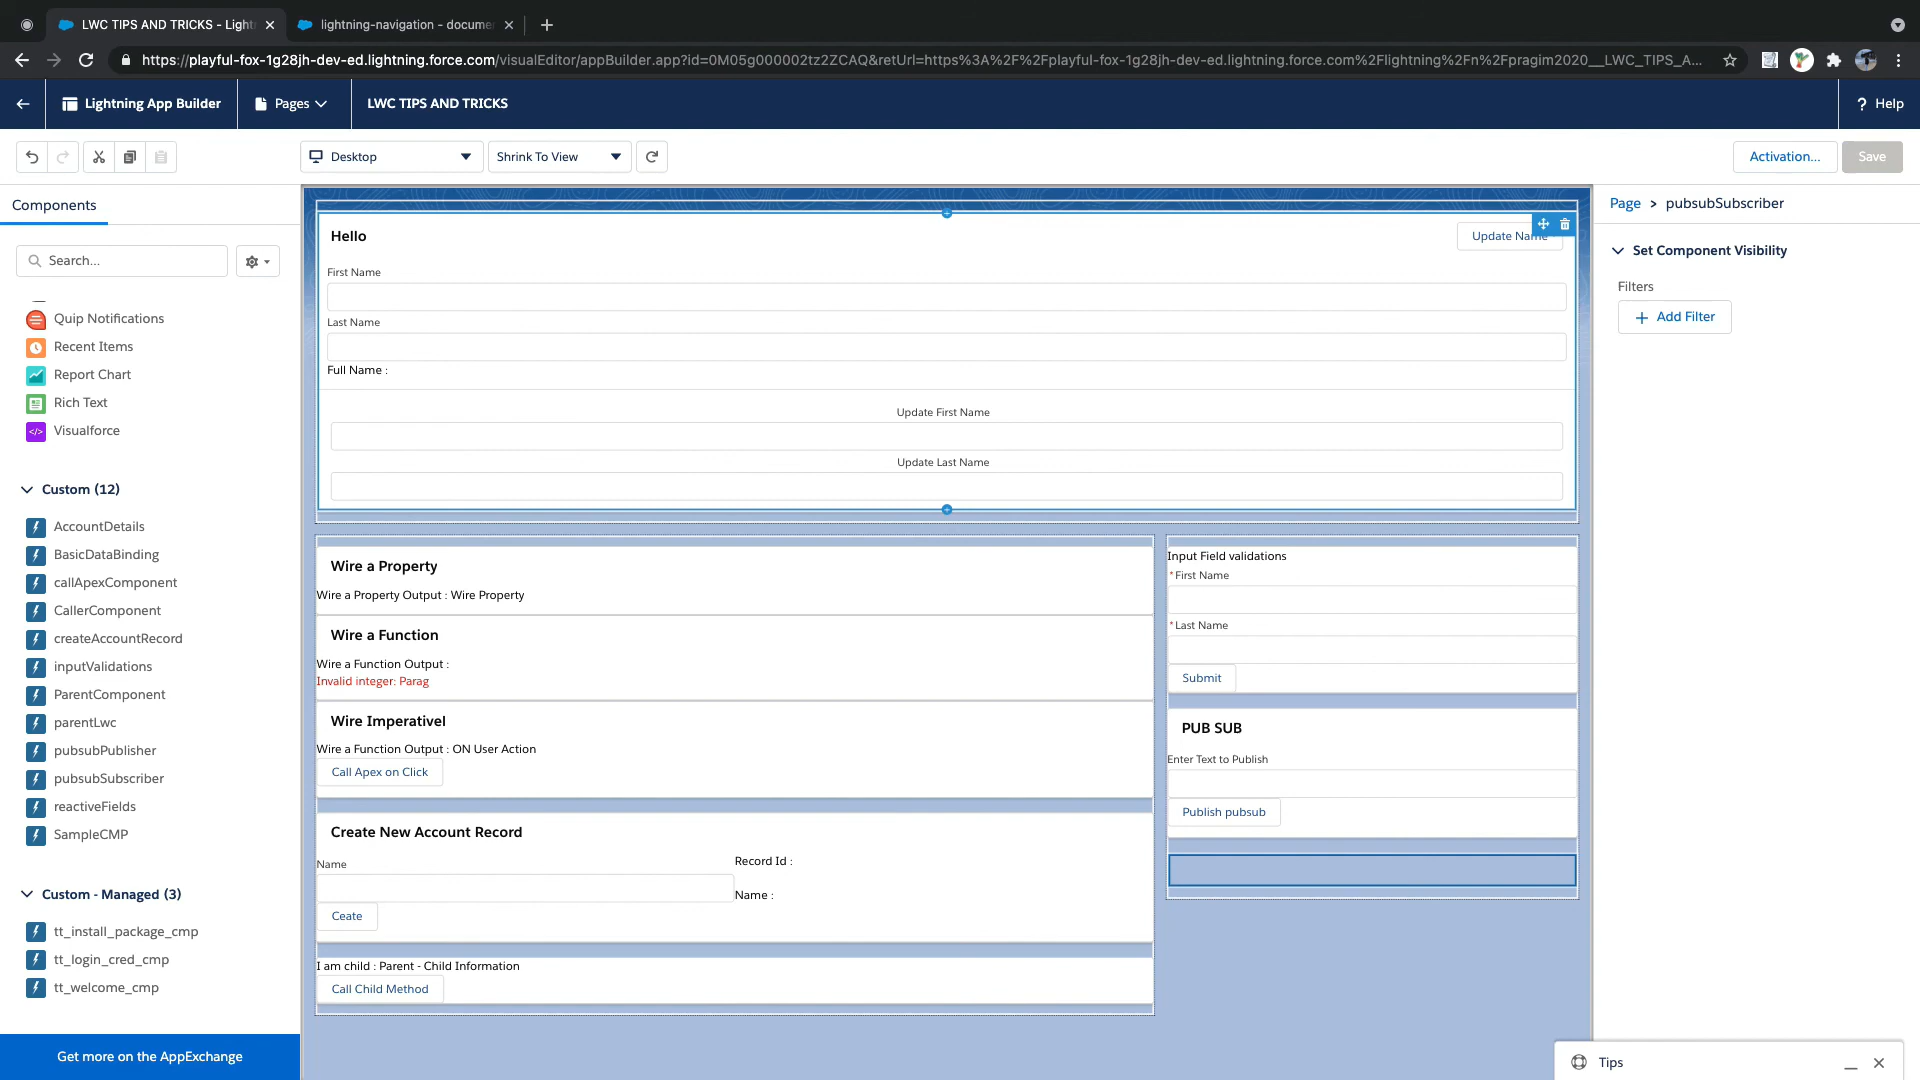 LWC TIPS AND TRICKS - Light
lightning-navigation - docume
https://playful-fox-1g28jh-dev-ed.lightning.force.com/visualEditor/appBuilder.app?id=0M05g000002tz2ZCAQ&retUrl=https%3A%2F%2Fplayful-fox-1g28jh-dev-ed.lightning.force.com%2Flightning%2Fn%2Fpragim2020__LWC_TIPS_A...
Lightning App Builder
Pages
LWC TIPS AND TRICKS
? Help
Desktop
Shrink To View
Activation...
Save
Components
Search...
Quip Notifications
Recent Items
Report Chart
Rich Text
Visualforce
Custom (12)
AccountDetails
BasicDataBinding
callApexComponent
CallerComponent
createAccountRecord
inputValidations
ParentComponent
parentLwc
pubsubPublisher
pubsubSubscriber
reactiveFields
SampleCMP
Custom - Managed (3)
tt_install_package_cmp
tt_login_cred_cmp
tt_welcome_cmp
Get more on the AppExchange
Hello
Update Name
First Name
Last Name
Full Name :
Update First Name
Update Last Name
Wire a Property
Wire a Property Output : Wire Property
Wire a Function
Wire a Function Output :
Invalid integer: Parag
Wire Imperativel
Wire a Function Output : ON User Action
Call Apex on Click
Create New Account Record
Name
Record Id :
Name :
Ceate
I am child : Parent - Child Information
Call Child Method
Input Field validations
*First Name
*Last Name
Submit
PUB SUB
Enter Text to Publish
Publish pubsub
Page > pubsubSubscriber
Set Component Visibility
Filters
+ Add Filter
Tips